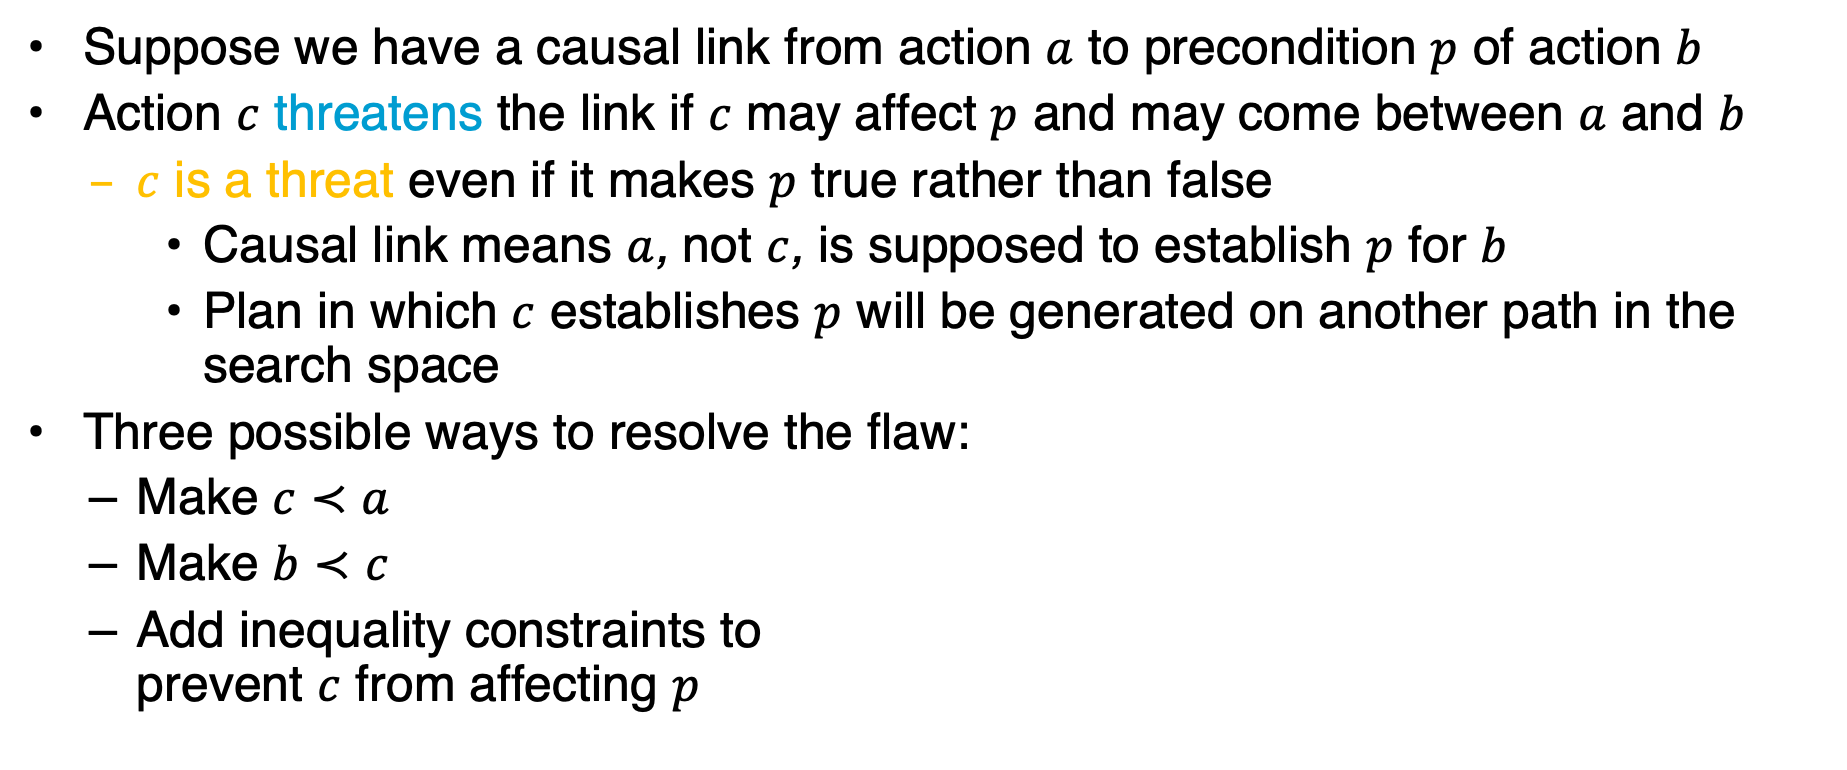 • Suppose we have a causal link from action a to precondition p of action b
• Action c threatens the link if c may affect p and may come between a and b
– c is a threat even if it makes p true rather than false
• Causal link means a, not c, is supposed to establish p for b
• Plan in which c establishes p will be generated on another path in the
search space
• Three possible ways to resolve the flaw:
– Make c ≺ a
– Make b ≺ c
– Add inequality constraints to
prevent c from affecting p